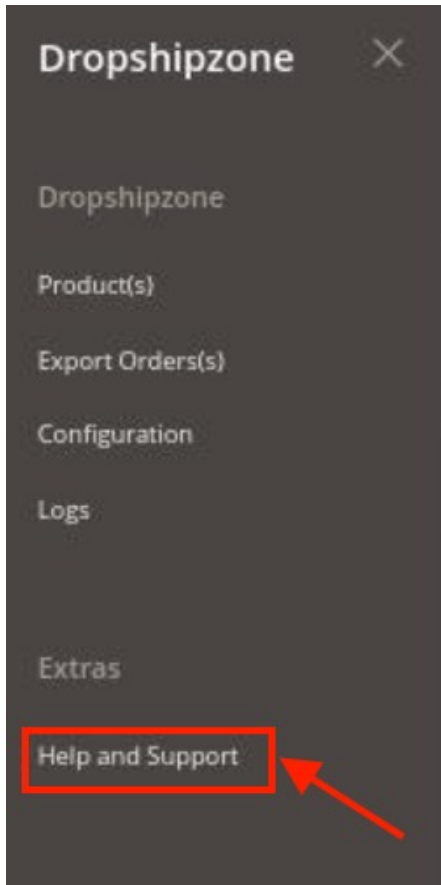 Dropshipzone
Dropshipzone
Product(s)
Export Orders(s)
Configuration
Logs
Extras
Help and Support